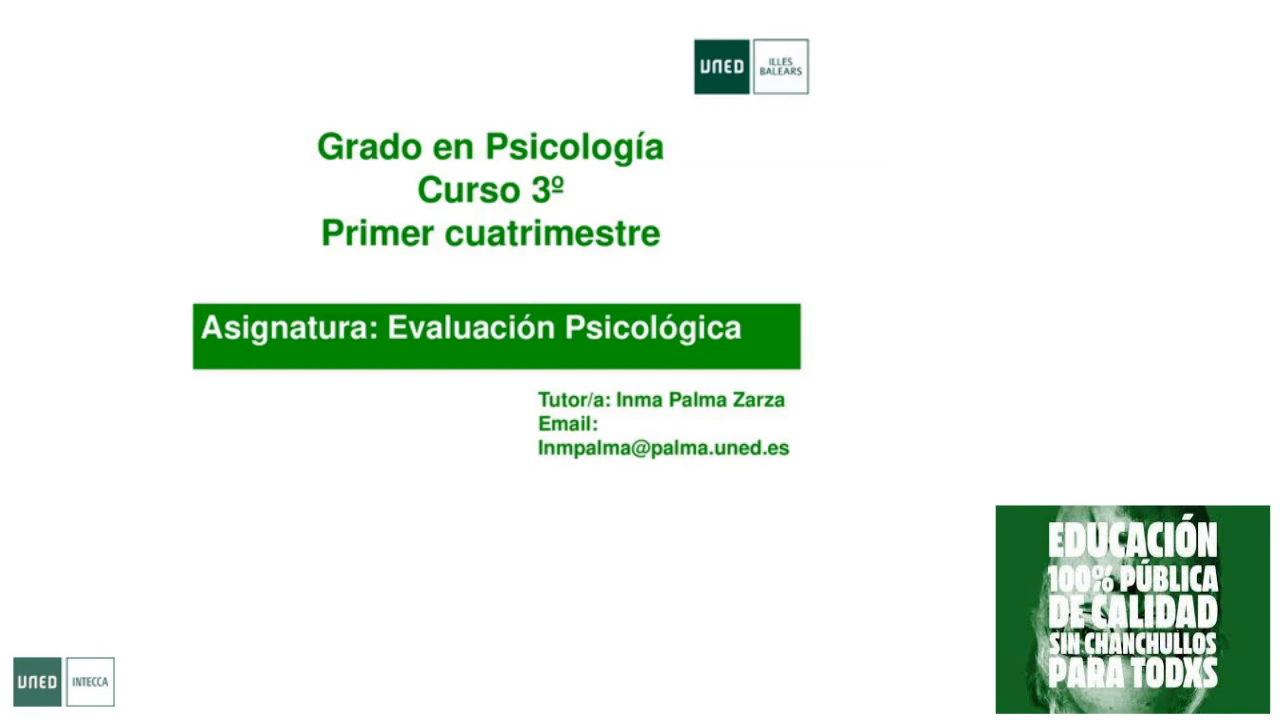 UNED
ILLES
BALEARS
Grado en Psicología
Curso 3º
Primer cuatrimestre
Asignatura: Evaluación Psicológica
Tutor/a: Inma Palma Zarza
Email:
Inmpalma@palma.uned.es
EDUCACIÓN
100% PÚBLICA
DE CALIDAD
SIN CHANCHULLOS
PARA TODXS
UNED
INTECCA